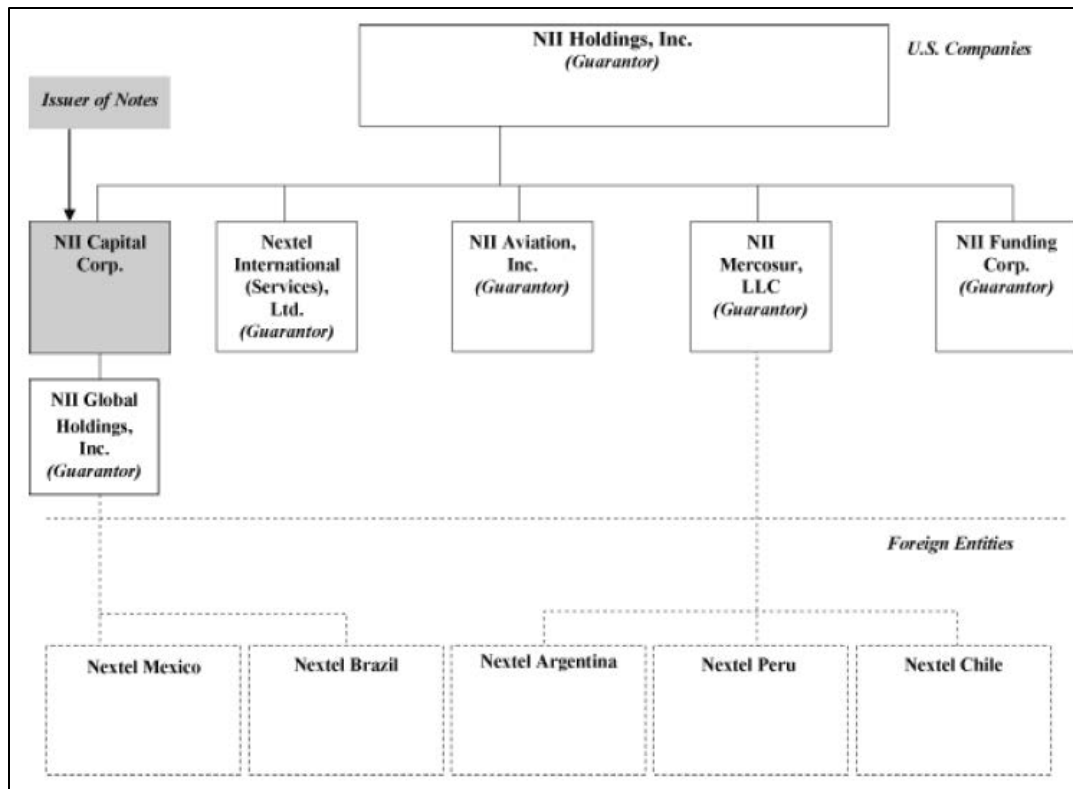 NII Holdings, Inc.
(Guarantor)
U.S. Companies
Issuer of Notes
NII Capital
Corp.
Nextel
International
(Services),
Ltd.
(Guarantor)
NII Aviation,
Inc.
(Guarantor)
NII
Mercosur,
LLC
(Guarantor)
NII Funding
Corp.
(Guarantor)
NII Global
Holdings,
Inc.
(Guarantor)
Foreign Entities
Nextel Mexico
Nextel Brazil
Nextel Argentina
Nextel Peru
Nextel Chile